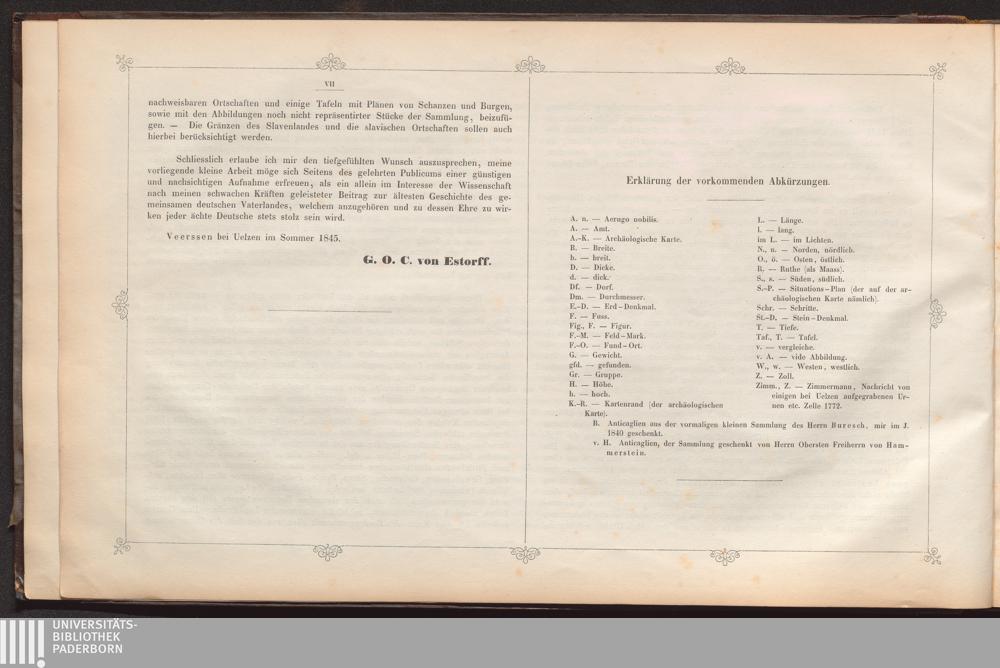 VII
nachweisbaren Ortschaften und einige Tafeln mit Plänen von Schanzen und Burgen,
sowie mit den Abbildungen noch nicht repräsentirter Stücke der Sammlung, beizufü-
gen. — Die Gränzen des Slavenlandes und die slavischen Ortschaften sollen auch
hierbei berücksichtigt werden.
Schliesslich erlaube ich mir den tiefgefühlten Wunsch auszusprechen, meine
vorliegende kleine Arbeit möge sich Seitens des gelehrten Publicums einer günstigen
und nachsichtigen Aufnahme erfreuen, als ein allein im Interesse der Wissenschaft
nach meinen schwachen Kräften geleisteter Beitrag zur ältesten Geschichte des ge-
meinsamen deutschen Vaterlandes, welchem anzugehören und zu dessen Ehre zu wir-
ken jeder ächte Deutsche stets stolz sein wird.
Veerssen bei Uelzen im Sommer 1845.
G. O. C. von Estorff.
Erklärung der vorkommenden Abkürzungen.
A. n. — Aerugo nobilis.
A. — Amt.
A.-K. — Archäologische Karte.
B. — Breite.
b. — breit.
D. — Dicke.
d. — dick.
Df. — Dorf.
Dm. — Durchmesser.
E.-D. — Erd-Denkmal.
F. — Fuss.
Fig., F. — Figur.
F.-M. — Feld-Mark.
F.-O. — Fund-Ort.
G. — Gewicht.
gfd. — gefunden.
Gr. — Gruppe.
H. — Höhe.
h. — hoch.
K.-R. — Kartenrand (der archäologischen
Karte).
L. — Länge.
l. — lang.
im L. — im Lichten.
N., n. — Norden, nördlich.
O., ö. — Osten, östlich.
R. — Ruthe (als Maass).
S., s. — Süden, südlich.
S.-P. — Situations-Plan (der auf der ar-
chäologischen Karte nämlich).
Schr. — Schritte.
St.-D. — Stein-Denkmal.
T. — Tiefe.
Taf., T. — Tafel.
v. — vergleiche.
v. A. — vide Abbildung.
W., w. — Westen, westlich.
Z. — Zoll.
Zimm., Z. — Zimmermann, Nachricht von
einigen bei Uelzen aufgegrabenen Ur-
nen etc. Zelle 1772.
B. Anticaglien aus der vormaligen kleinen Sammlung des Herrn Buresch, mir im J.
1840 geschenkt.
v. H. Anticaglien, der Sammlung geschenkt von Herrn Obersten Freiherrn von Ham-
merstein.
UNIVERSITÄTS-
BIBLIOTHEK
PADERBORN